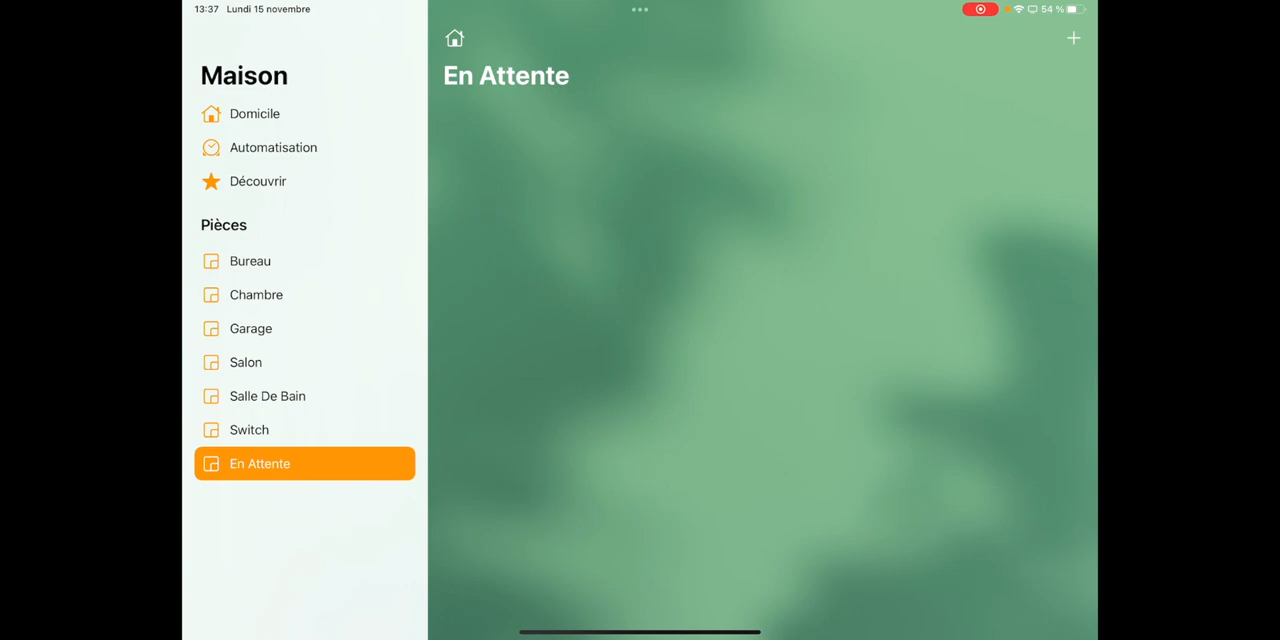 13:37 Lundi 15 novembre
54 %
Maison
Domicile
Automatisation
Découvrir
Pièces
Bureau
Chambre
Garage
Salon
Salle De Bain
Switch
En Attente
En Attente